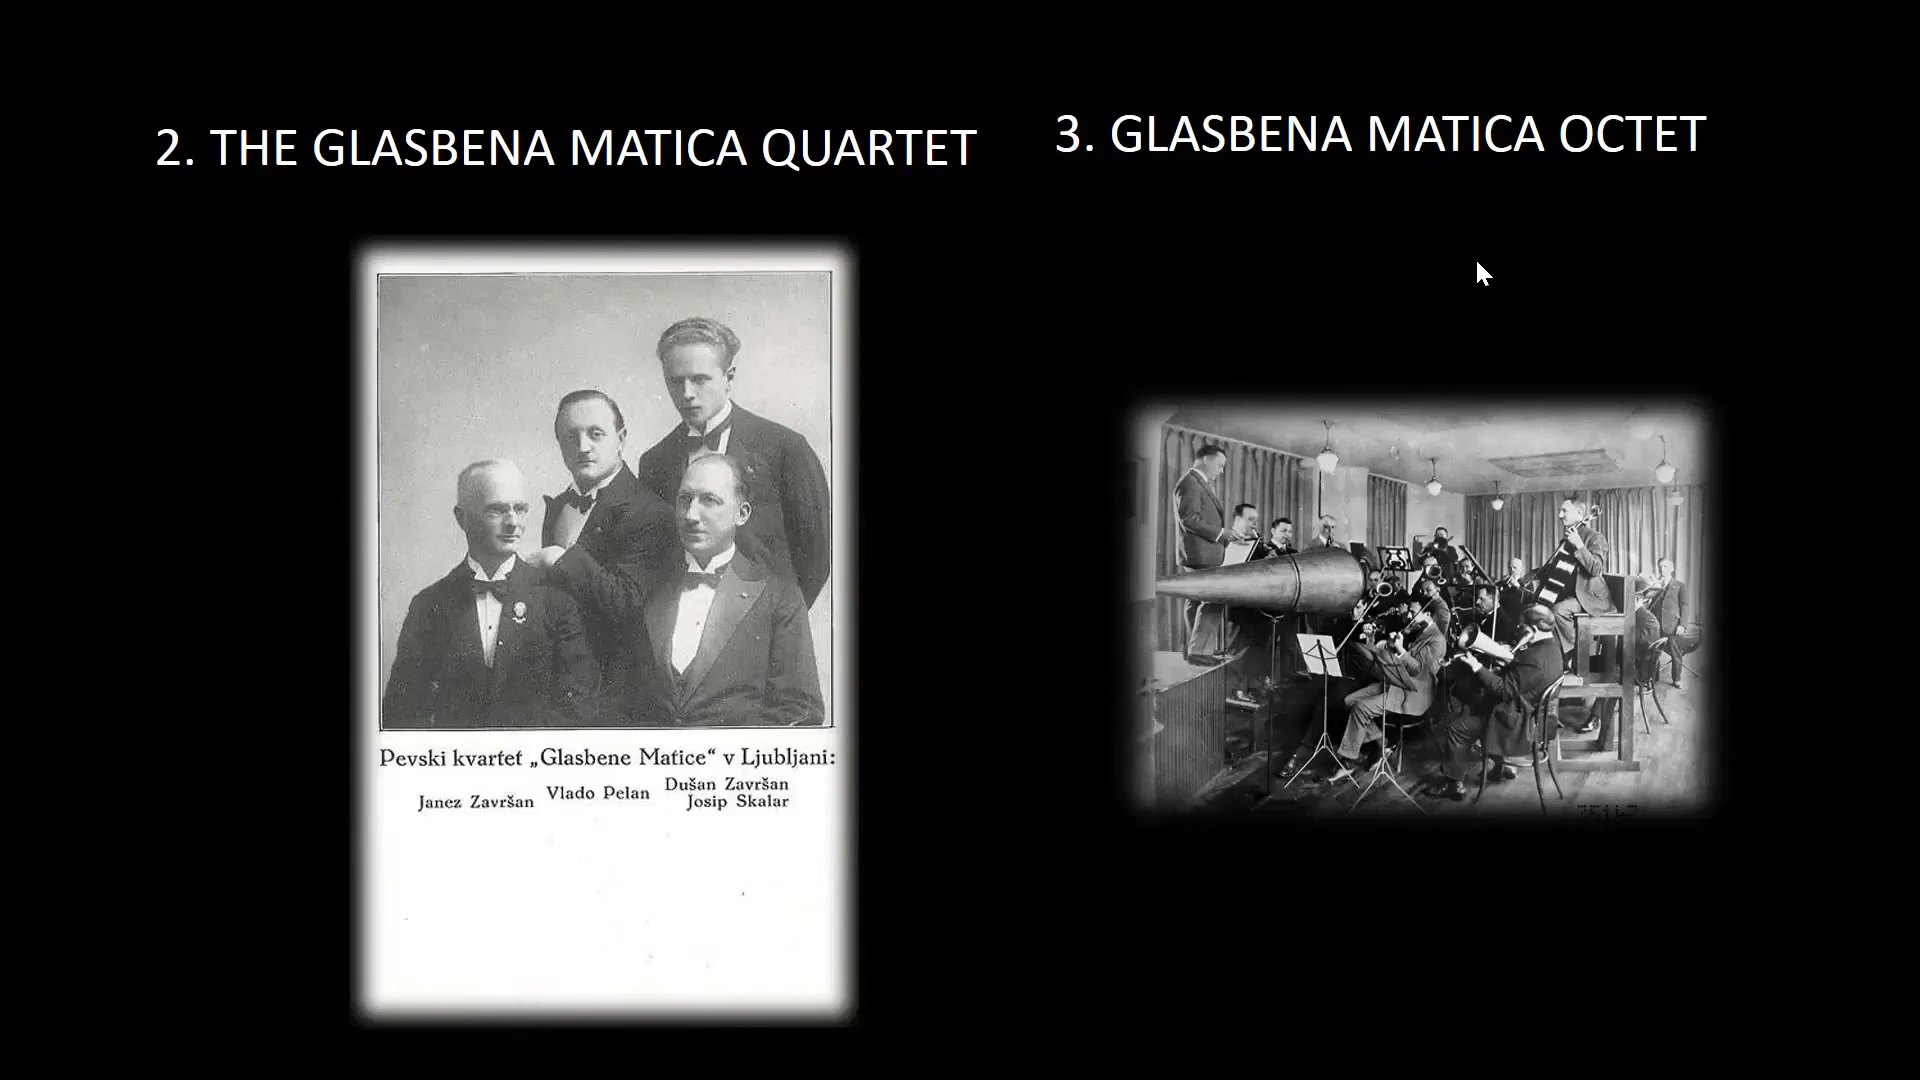 2. THE GLASBENA MATICA QUARTET
3. GLASBENA MATICA OCTET
Pevski kvartet „Glasbene Matice“ v Ljubljani:
Janez Završan Vlado Pelan Dušan Završan
Josip Skalar